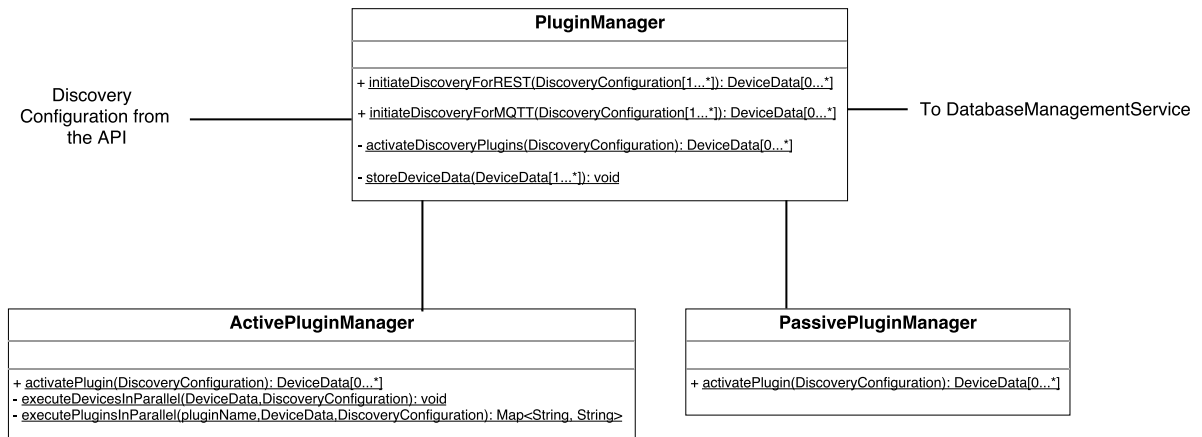 PluginManager
+ initiateDiscoveryForREST(DiscoveryConfiguration[1...*]): DeviceData[0...*]
+ initiateDiscoveryForMQTT(DiscoveryConfiguration[1...*]): DeviceData[0...*]
- activateDiscoveryPlugins(DiscoveryConfiguration): DeviceData[0...*]
- storeDeviceData(DeviceData[1...*]): void
Discovery
Configuration from
the API
To DatabaseManagementService
ActivePluginManager
+ activatePlugin(DiscoveryConfiguration): DeviceData[0...*]
- executeDevicesInParallel(DeviceData,DiscoveryConfiguration): void
- executePluginsInParallel(pluginName,DeviceData,DiscoveryConfiguration): Map<String, String>
PassivePluginManager
+ activatePlugin(DiscoveryConfiguration): DeviceData[0...*]